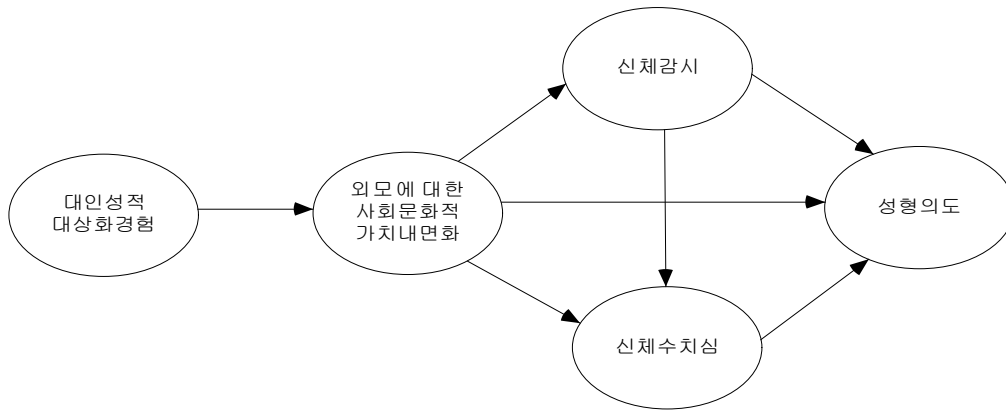 신체감시
대인성적
대상화경험
외모에 대한
사회문화적
가치내면화
성형의도
신체수치심